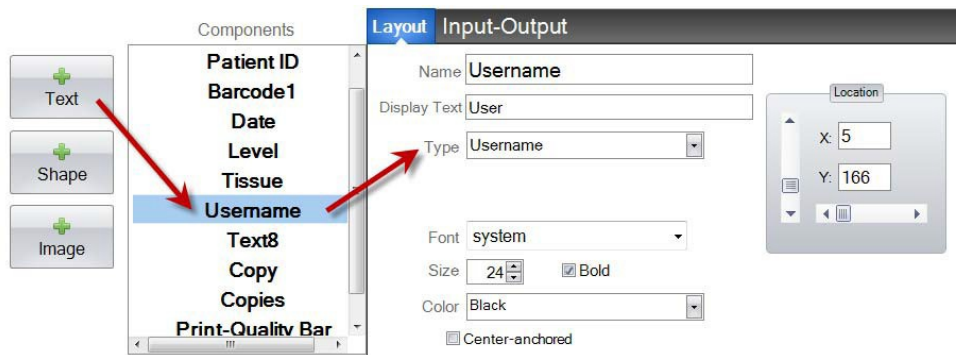 Components
Text
Shape
Image
Patient ID
Barcode1
Date
Level
Tissue
Username
Text8
Copy
Copies
Print-Quality Bar
Layout Input-Output
Name Username
Display Text User
Type Username
Font system
Size 24 Bold
Color Black
Center-anchored
Location
X: 5
Y: 166